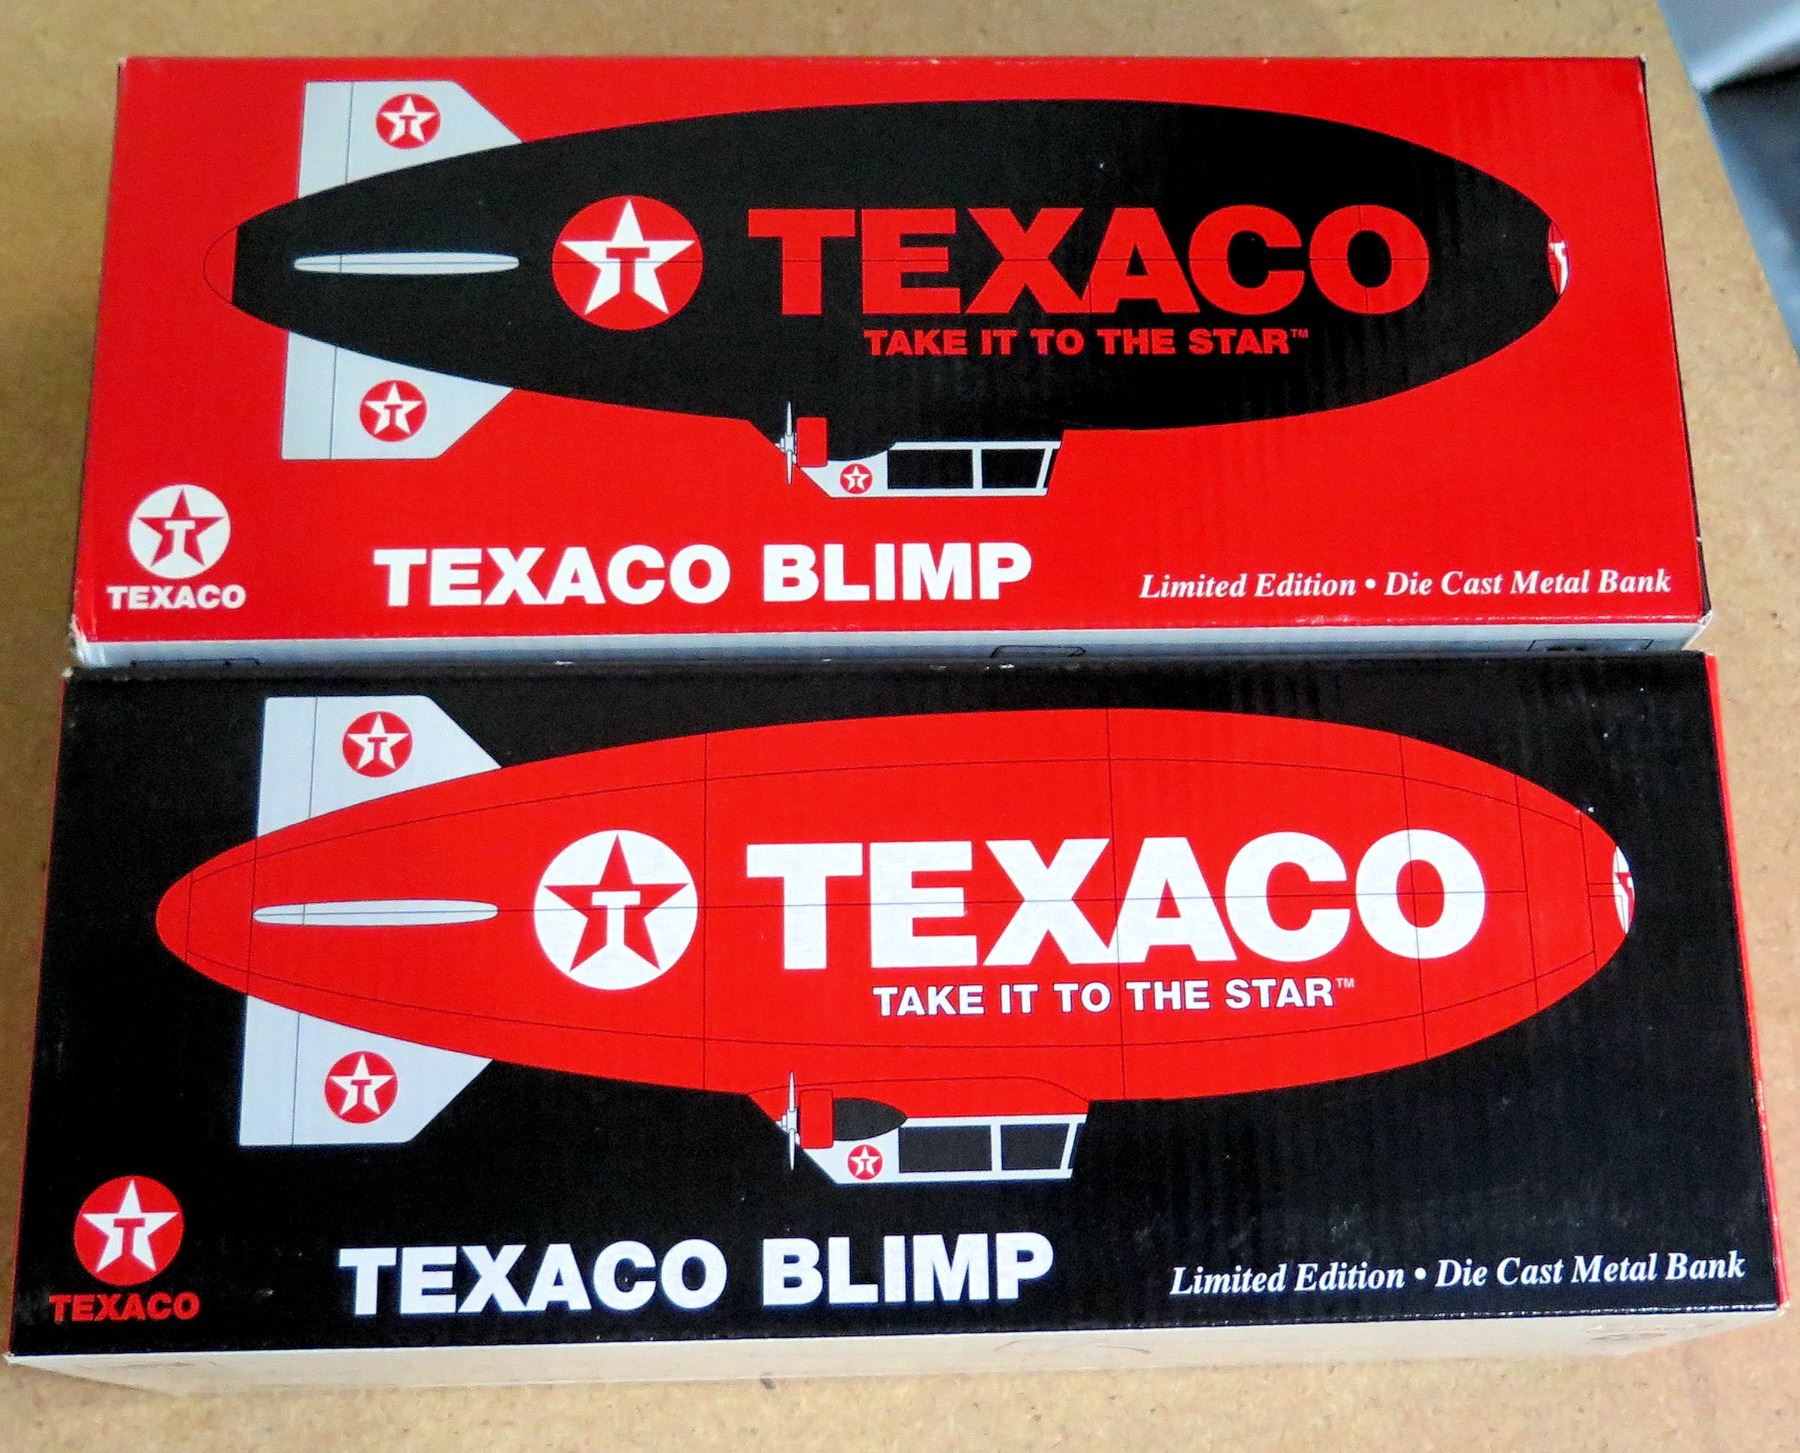 T
T
TEXACO
TAKE IT TO THE STAR™
T
T
T
TEXACO
TEXACO BLIMP
Limited Edition • Die Cast Metal Bank
T
T
TEXACO
TAKE IT TO THE STAR™
T
T
T
TEXACO
TEXACO BLIMP
Limited Edition • Die Cast Metal Bank